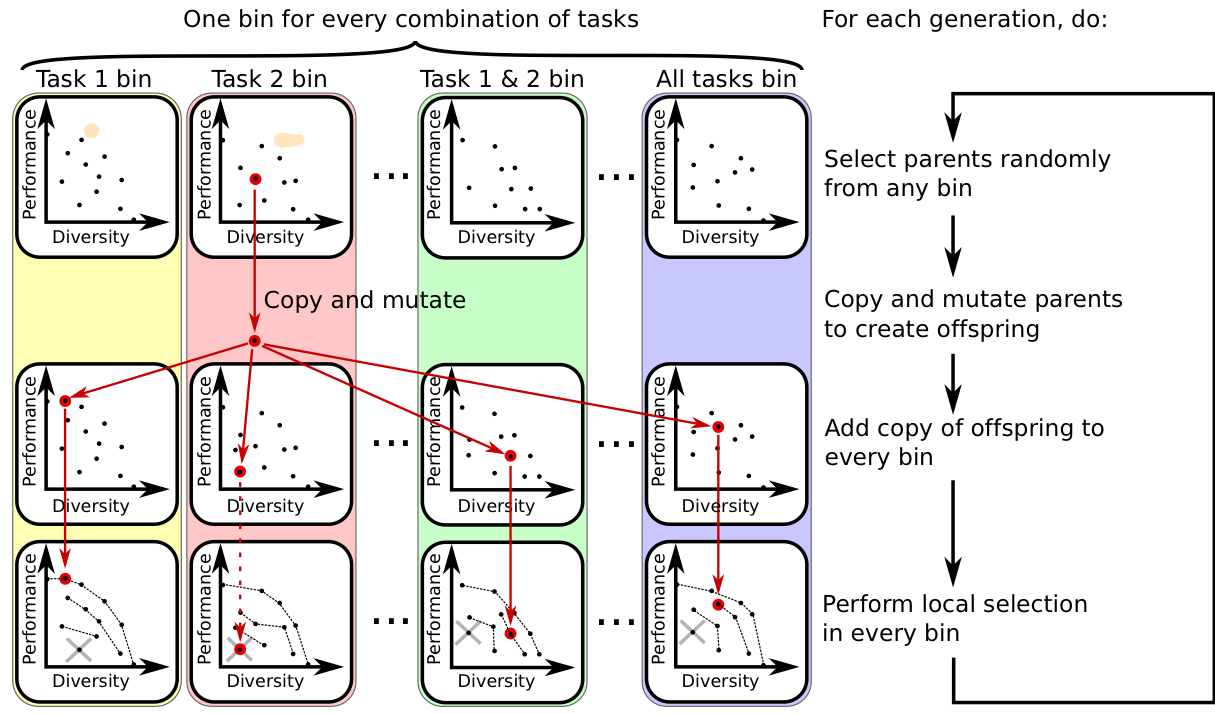 One bin for every combination of tasks
For each generation, do:
Task 1 bin
Task 2 bin
Task 1 & 2 bin
All tasks bin
Performance
Diversity
Performance
Diversity
...
Performance
Diversity
...
Performance
Diversity
Select parents randomly
from any bin
Copy and mutate
Copy and mutate parents
to create offspring
Performance
Diversity
Performance
Diversity
...
Performance
Diversity
...
Performance
Diversity
Add copy of offspring to
every bin
Performance
Diversity
Performance
Diversity
...
Performance
Diversity
...
Performance
Diversity
Perform local selection
in every bin